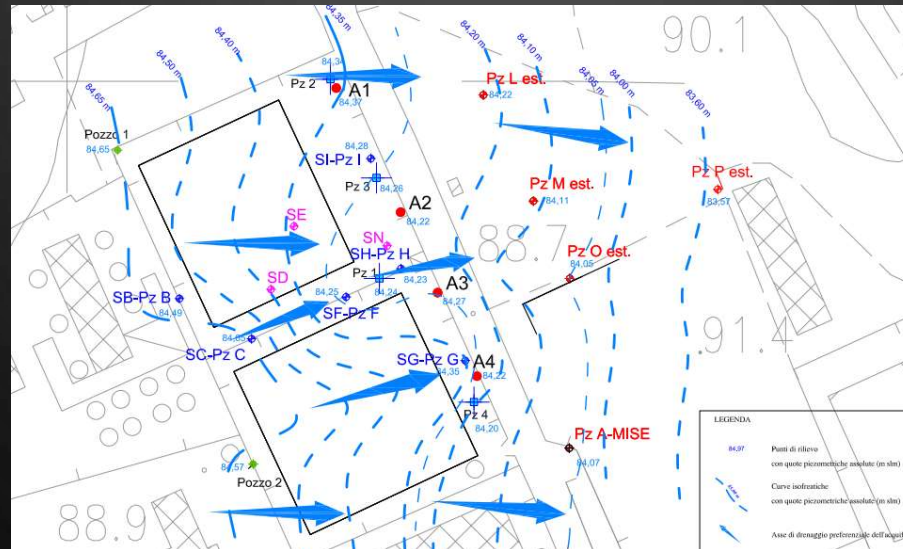 84,35 m
84,40 m
84,50 m
84,65 m
84,20 m
84,10 m
84,05 m
84,00 m
83,60 m
90.1
84,34
Pz 2
A1
84,37
Pz L est.
84,22
Pozzo 1
84,65
84,28
SI-Pz I
Pz 3
84,26
A2
84,22
Pz M est.
84,11
Pz P est.
83,57
SE
SN
88.7
SH-Pz H
84,23
Pz 1
84,24
Pz O est.
84,05
SD
SB-Pz B
84,49
84,25
SF-Pz F
A3
84,27
91.4
SC-Pz C
SG-Pz G
84,35
A4
84,22
Pz 4
84,20
Pz A-MISE
84,07
84,57
Pozzo 2
88.9
LEGENDA
84,97
Punti di rilievo
con quote piezometriche assolute (m slm)
Curve isofreatiche
con quote piezometriche assolute (m slm)
Asse di drenaggio preferenziale dell'acquif